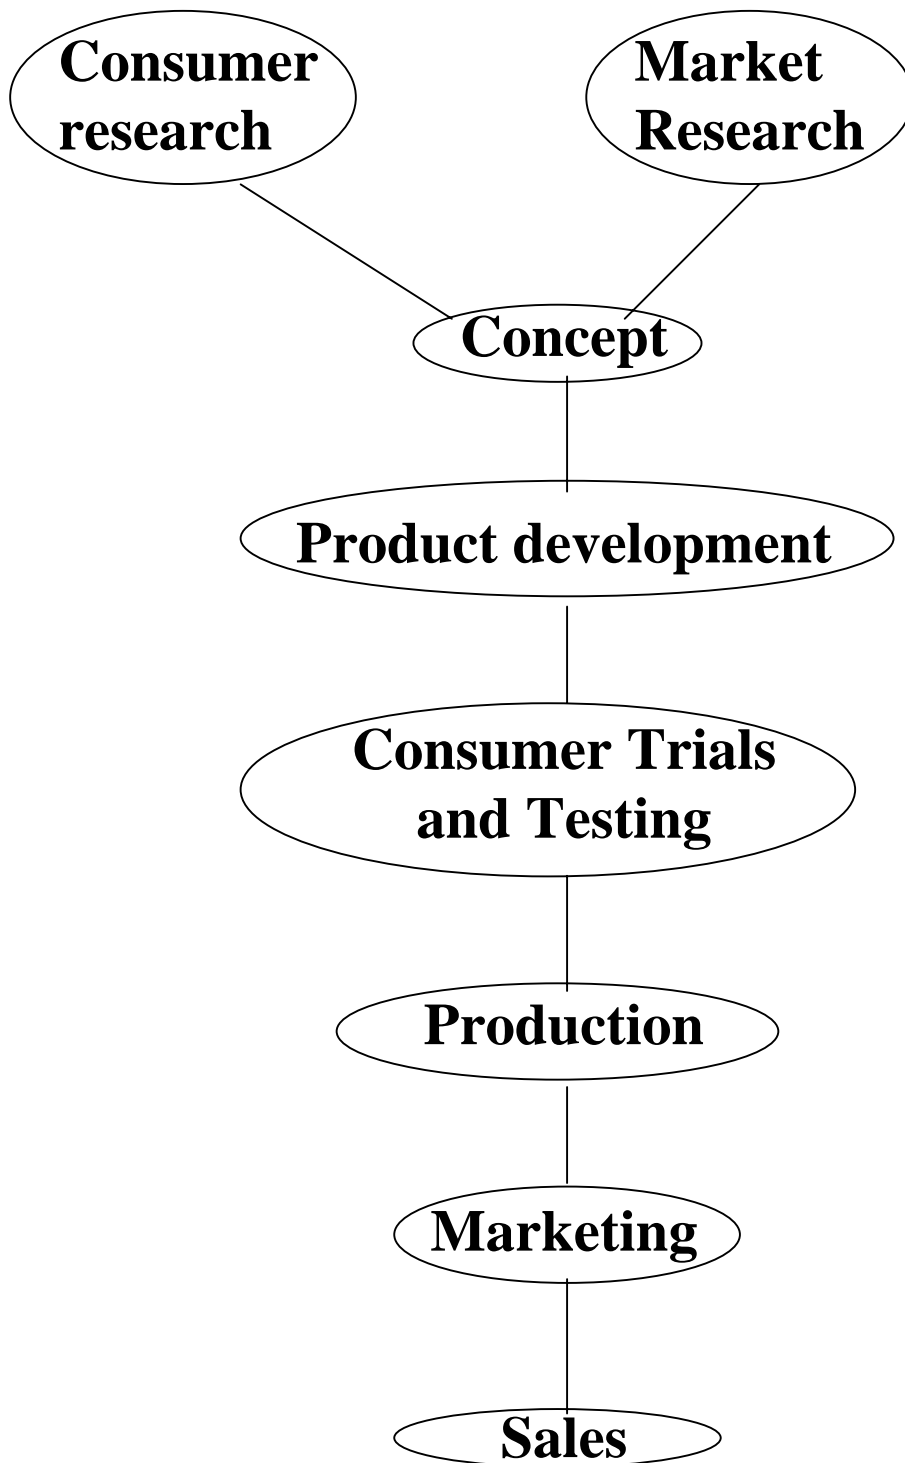 Consumer
research
Market
Research
Concept
Product development
Consumer Trials
and Testing
Production
Marketing
Sales